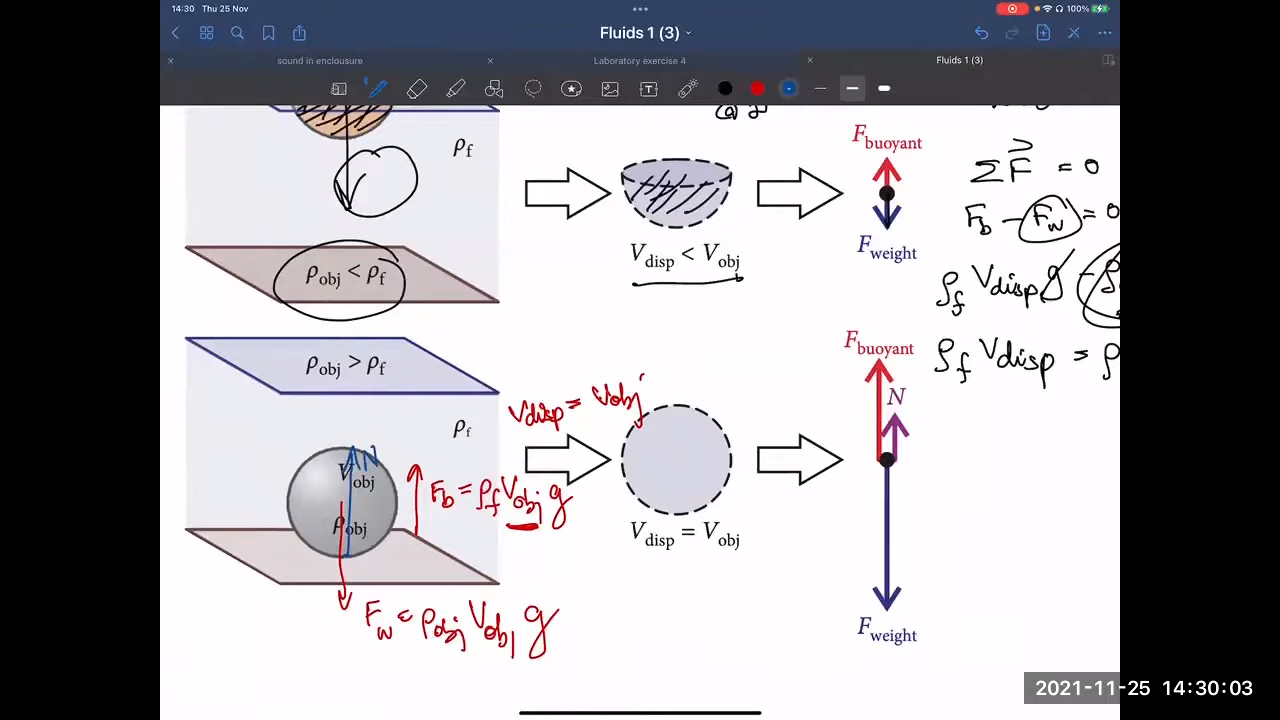 14:30 Thu 25 Nov
100%
Fluids 1 (3)
sound in enclousure
Laboratory exercise 4
Fluids 1 (3)
ρf
ρobj < ρf
Vdisp < Vobj
Fbuoyant
Fweight
ΣF = 0
Fb - Fw = 0
ρf Vdisp g - ρ
ρf Vdisp = ρ
ρobj > ρf
ρf
Vobj
ρobj
N
Vdisp = Vobj
Fb = ρf Vobj g
Fw = ρobj Vobj g
Vdisp = Vobj
Fbuoyant
N
Fweight
2021-11-25 14:30:03